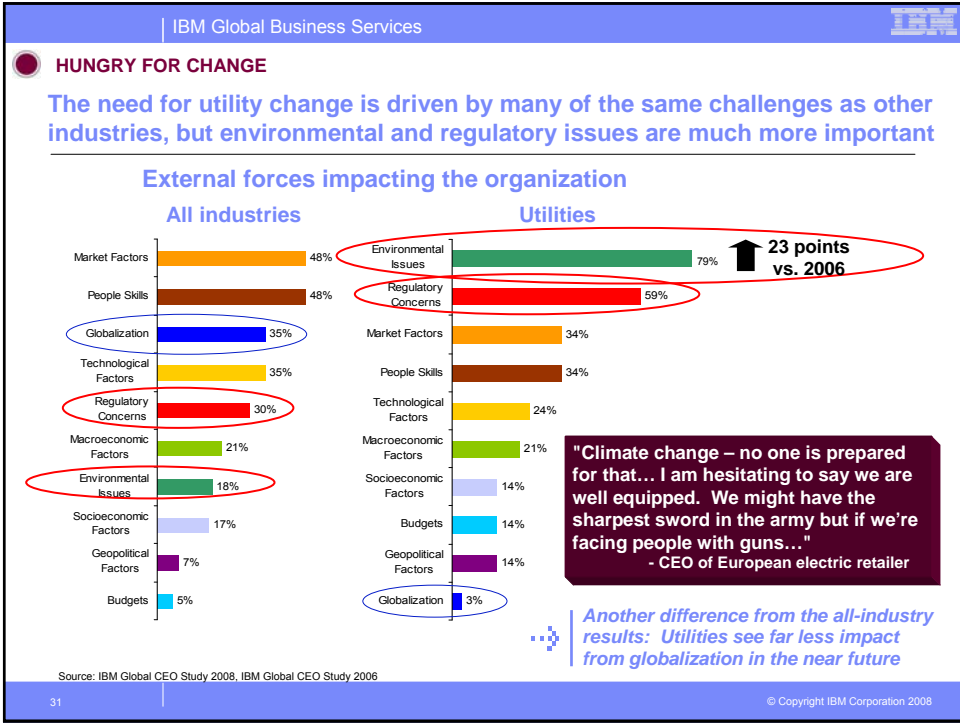 IBM Global Business Services
IBM
HUNGRY FOR CHANGE
The need for utility change is driven by many of the same challenges as other
industries, but environmental and regulatory issues are much more important
External forces impacting the organization
All industries
Market Factors 48%
People Skills 48%
Globalization 35%
Technological
Factors 35%
Regulatory
Concerns 30%
Macroeconomic
Factors 21%
Environmental
Issues 18%
Socioeconomic
Factors 17%
Geopolitical
Factors 7%
Budgets 5%
Utilities
Environmental
Issues 79%
23 points
vs. 2006
Regulatory
Concerns 59%
Market Factors 34%
People Skills 34%
Technological
Factors 24%
Macroeconomic
Factors 21%
Socioeconomic
Factors 14%
Budgets 14%
Geopolitical
Factors 14%
Globalization 3%
"Climate change – no one is prepared
for that… I am hesitating to say we are
well equipped. We might have the
sharpest sword in the army but if we're
facing people with guns…"
- CEO of European electric retailer
Another difference from the all-industry
results: Utilities see far less impact
from globalization in the near future
Source: IBM Global CEO Study 2008, IBM Global CEO Study 2006
31
© Copyright IBM Corporation 2008